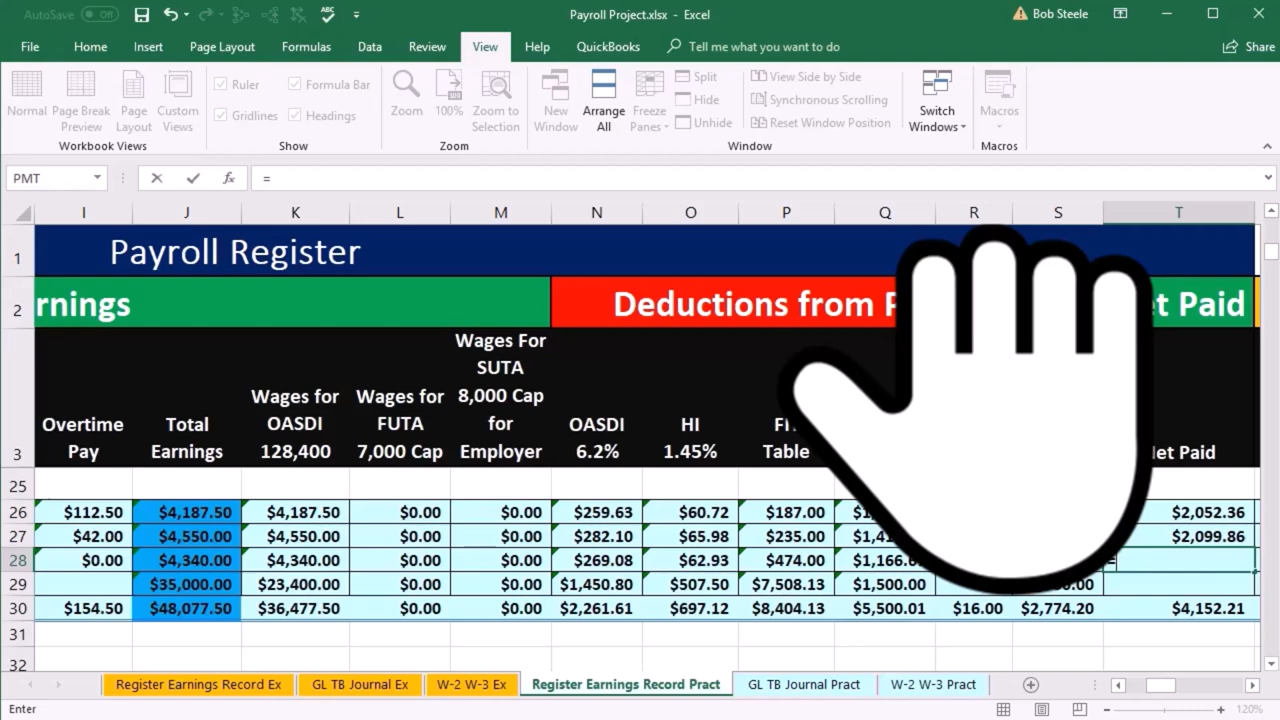 AutoSave Off Payroll Project.xlsx - Excel Bob Steele
File Home Insert Page Layout Formulas Data Review View Help QuickBooks Tell me what you want to do Share
Normal Page Break Preview Page Layout Custom Views
Workbook Views
Ruler Formula Bar
Gridlines Headings
Show
Zoom 100% Zoom to Selection
Zoom
New Window Arrange All Freeze Panes
Split
Hide
Unhide
View Side by Side
Synchronous Scrolling
Reset Window Position
Switch Windows
Window
Macros
Macros
PMT fx =
I J K L M N O P Q R S T
1 Payroll Register
2 rnings Deductions from P et Paid
3 Overtime Pay Total Earnings Wages for OASDI 128,400 Wages for FUTA 7,000 Cap Wages For SUTA 8,000 Cap for Employer OASDI 6.2% HI 1.45% Table et Paid
25
26 $112.50 $4,187.50 $4,187.50 $0.00 $0.00 $259.63 $60.72 $187.00 $2,052.36
27 $42.00 $4,550.00 $4,550.00 $0.00 $0.00 $282.10 $65.98 $235.00 $2,099.86
28 $0.00 $4,340.00 $4,340.00 $0.00 $0.00 $269.08 $62.93 $474.00 =
29 $35,000.00 $23,400.00 $0.00 $0.00 $1,450.80 $507.50 $7,508.13 $1,500.00
30 $154.50 $48,077.50 $36,477.50 $0.00 $0.00 $2,261.61 $697.12 $8,404.13 $5,500.01 $16.00 $2,774.20 $4,152.21
31
32
Register Earnings Record Ex GL TB Journal Ex W-2 W-3 Ex Register Earnings Record Pract GL TB Journal Pract W-2 W-3 Pract
Enter 120%